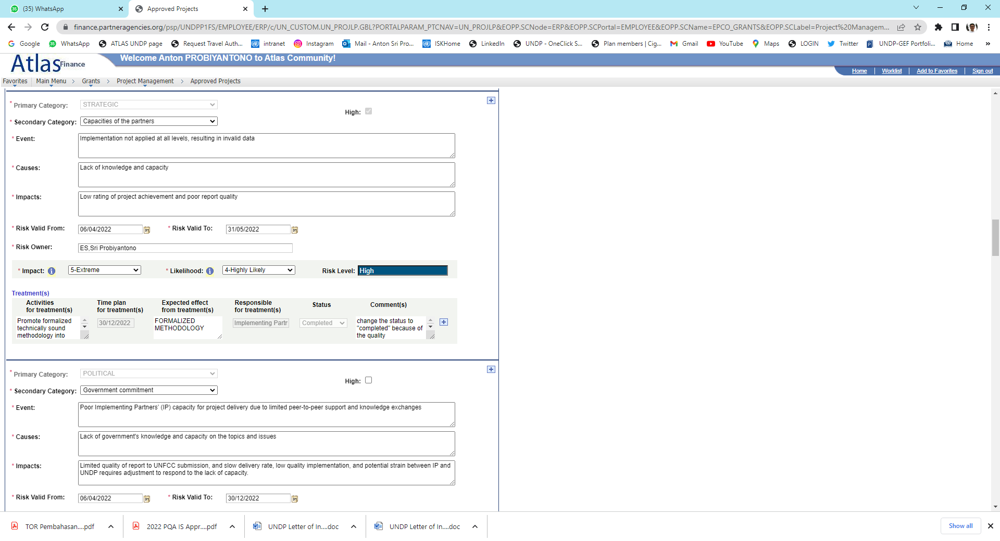 (35) WhatsApp
Approved Projects
finance.partneragencies.org/psp/UNDPP1FS/EMPLOYEE/ERP/c/UN_CUSTOM.UN_PROJLP.GBL?PORTALPARAM_PTCNAV=UN_PROJLP&EOPP.SCNode=ERP&EOPP.SCPortal=EMPLOYEE&EOPP.SCName=EPCO_GRANTS&EOPP.SCLabel=Project%20Managem...
Google WhatsApp ATLAS UNDP page Request Travel Auth... intranet Instagram Mail - Anton Sri Pro... ISKHome LinkedIn UNDP - OneClick S... Plan members | Cig... Gmail YouTube Maps LOGIN Twitter UNDP-GEF Portfoli... Home »
Atlas Finance
Welcome Anton PROBIYANTONO to Atlas Community!
Home Worklist Add to Favorites Sign out
Favorites Main Menu > Grants > Project Management > Approved Projects
* Primary Category: STRATEGIC
High:
* Secondary Category: Capacities of the partners
* Event: Implementation not applied at all levels, resulting in invalid data
* Causes: Lack of knowledge and capacity
* Impacts: Low rating of project achievement and poor report quality
* Risk Valid From: 06/04/2022 * Risk Valid To: 31/05/2022
* Risk Owner: ES,Sri Probiyantono
* Impact: 5-Extreme * Likelihood: 4-Highly Likely Risk Level: High
Treatment(s)
Activities for treatment(s) Time plan for treatment(s) Expected effect from treatment(s) Responsible for treatment(s) Status Comment(s)
Promote formalized technically sound methodology into
30/12/2022
FORMALIZED METHODOLOGY
Implementing Partr
Completed
change the status to "completed" because of the quality
* Primary Category: POLITICAL
High:
* Secondary Category: Government commitment
* Event: Poor Implementing Partners' (IP) capacity for project delivery due to limited peer-to-peer support and knowledge exchanges
* Causes: Lack of government's knowledge and capacity on the topics and issues
* Impacts: Limited quality of report to UNFCC submission, and slow delivery rate, low quality implementation, and potential strain between IP and
UNDP requires adjustment to respond to the lack of capacity.
* Risk Valid From: 06/04/2022 * Risk Valid To: 30/12/2022
TOR Pembahasan....pdf 2022 PQA IS Appr....pdf UNDP Letter of In....doc UNDP Letter of In....doc Show all